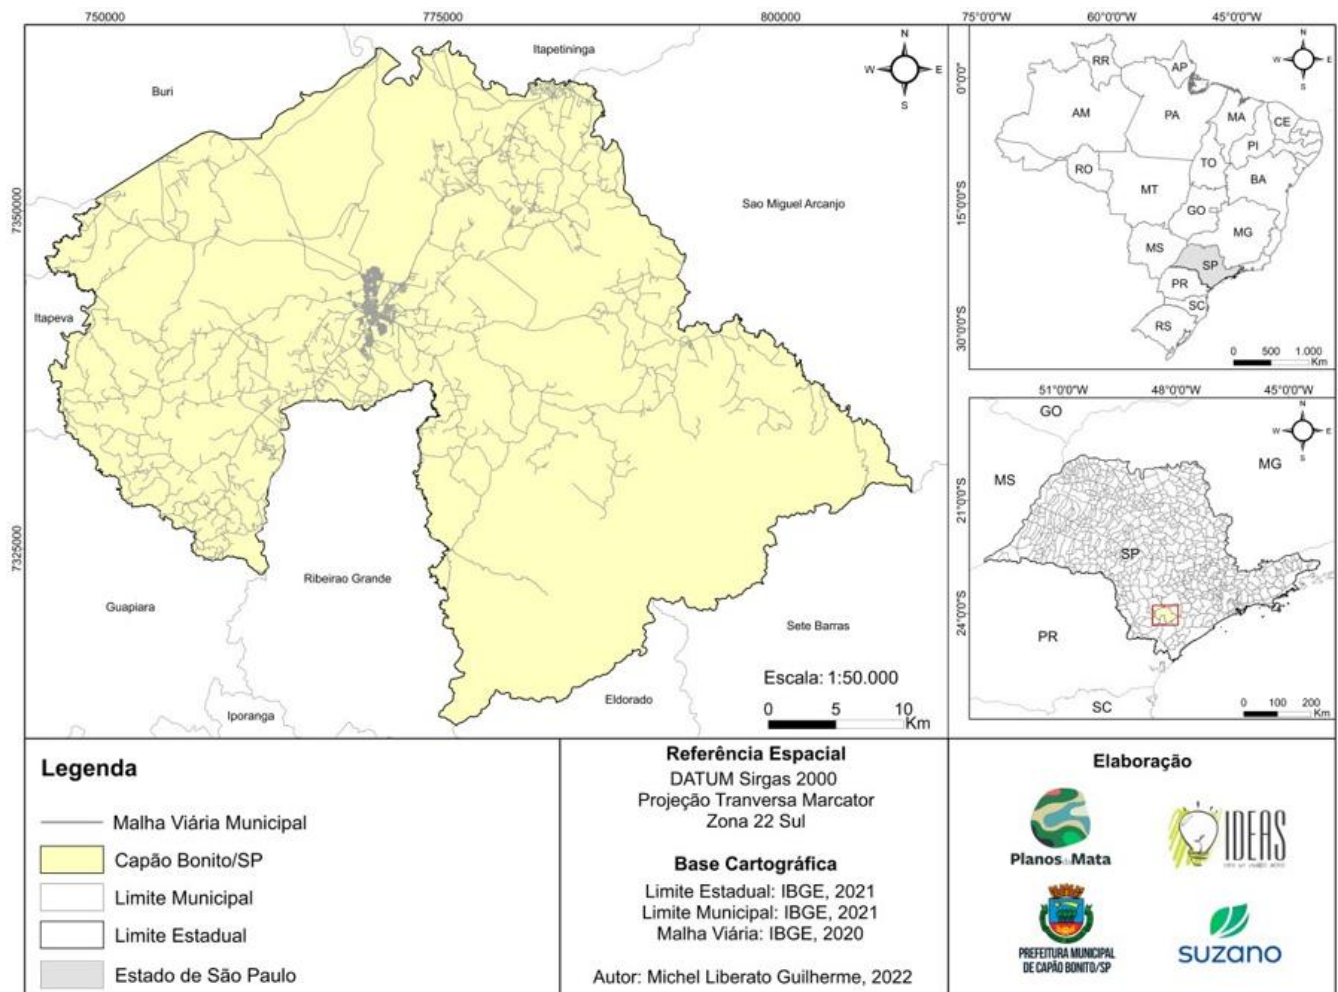 750000
775000
800000
7350000
7325000
Itapetininga
Buri
Sao Miguel Arcanjo
Itapeva
Ribeirao Grande
Guapiara
Sete Barras
Eldorado
Iporanga
N
W
E
S
Escala: 1:50.000
0 5 10
Km
75°0'0"W 60°0'0"W 45°0'0"W
0°0'0"
15°0'0"S
30°0'0"S
N
W
E
S
RR
AP
AM
PA
MA
CE
PI
RO
TO
MT
BA
GO
MG
MS
SP
PR
SC
RS
0 500 1.000
Km
51°0'0"W 48°0'0"W 45°0'0"W
21°0'0"S
24°0'0"S
N
W
E
S
GO
MG
MS
SP
PR
SC
0 100 200
Km
Legenda
Malha Viária Municipal
Capão Bonito/SP
Limite Municipal
Limite Estadual
Estado de São Paulo
Referência Espacial
DATUM Sirgas 2000
Projeção Tranversa Marcator
Zona 22 Sul
Base Cartográfica
Limite Estadual: IBGE, 2021
Limite Municipal: IBGE, 2021
Malha Viária: IBGE, 2020
Autor: Michel Liberato Guilherme, 2022
Elaboração
Planos da Mata
IDEAS
PREFEITURA MUNICIPAL
DE CAPÃO BONITO/SP
suzano